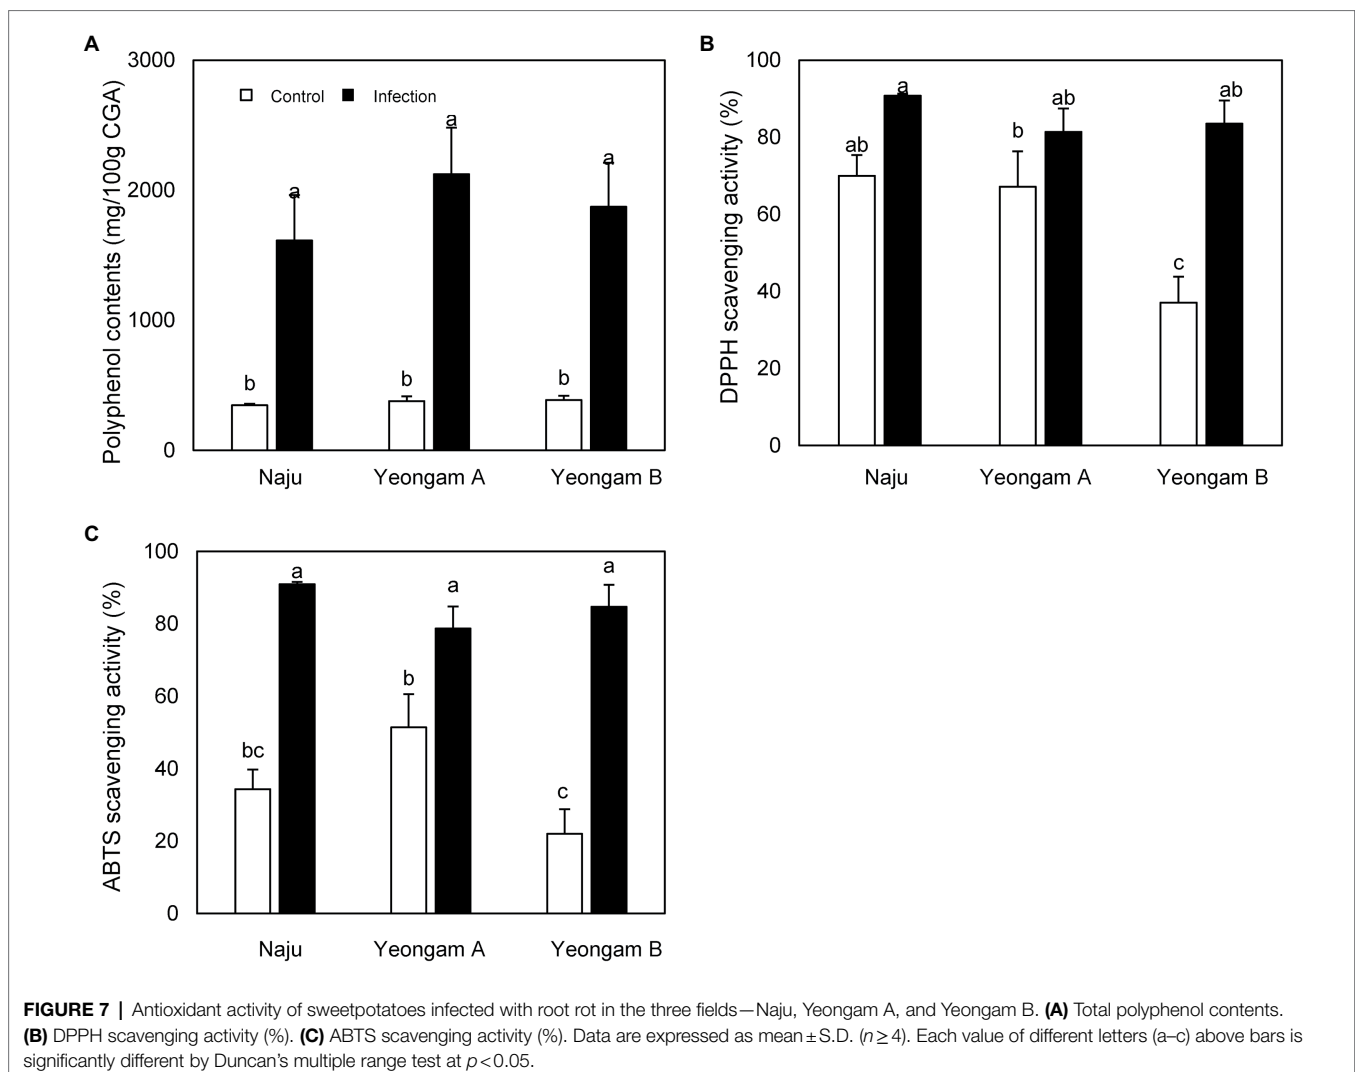 A
3000
2000
1000
0
Polyphenol contents (mg/100g CGA)
Control Infection
b a b a b a
Naju Yeongam A Yeongam B
B
100
80
60
40
20
0
DPPH scavenging activity (%)
ab a b ab c ab
Naju Yeongam A Yeongam B
C
100
80
60
40
20
0
ABTS scavenging activity (%)
bc a b a c a
Naju Yeongam A Yeongam B
FIGURE 7 | Antioxidant activity of sweetpotatoes infected with root rot in the three fields—Naju, Yeongam A, and Yeongam B. (A) Total polyphenol contents.
(B) DPPH scavenging activity (%). (C) ABTS scavenging activity (%). Data are expressed as mean ± S.D. (n ≥ 4). Each value of different letters (a–c) above bars is
significantly different by Duncan’s multiple range test at p < 0.05.